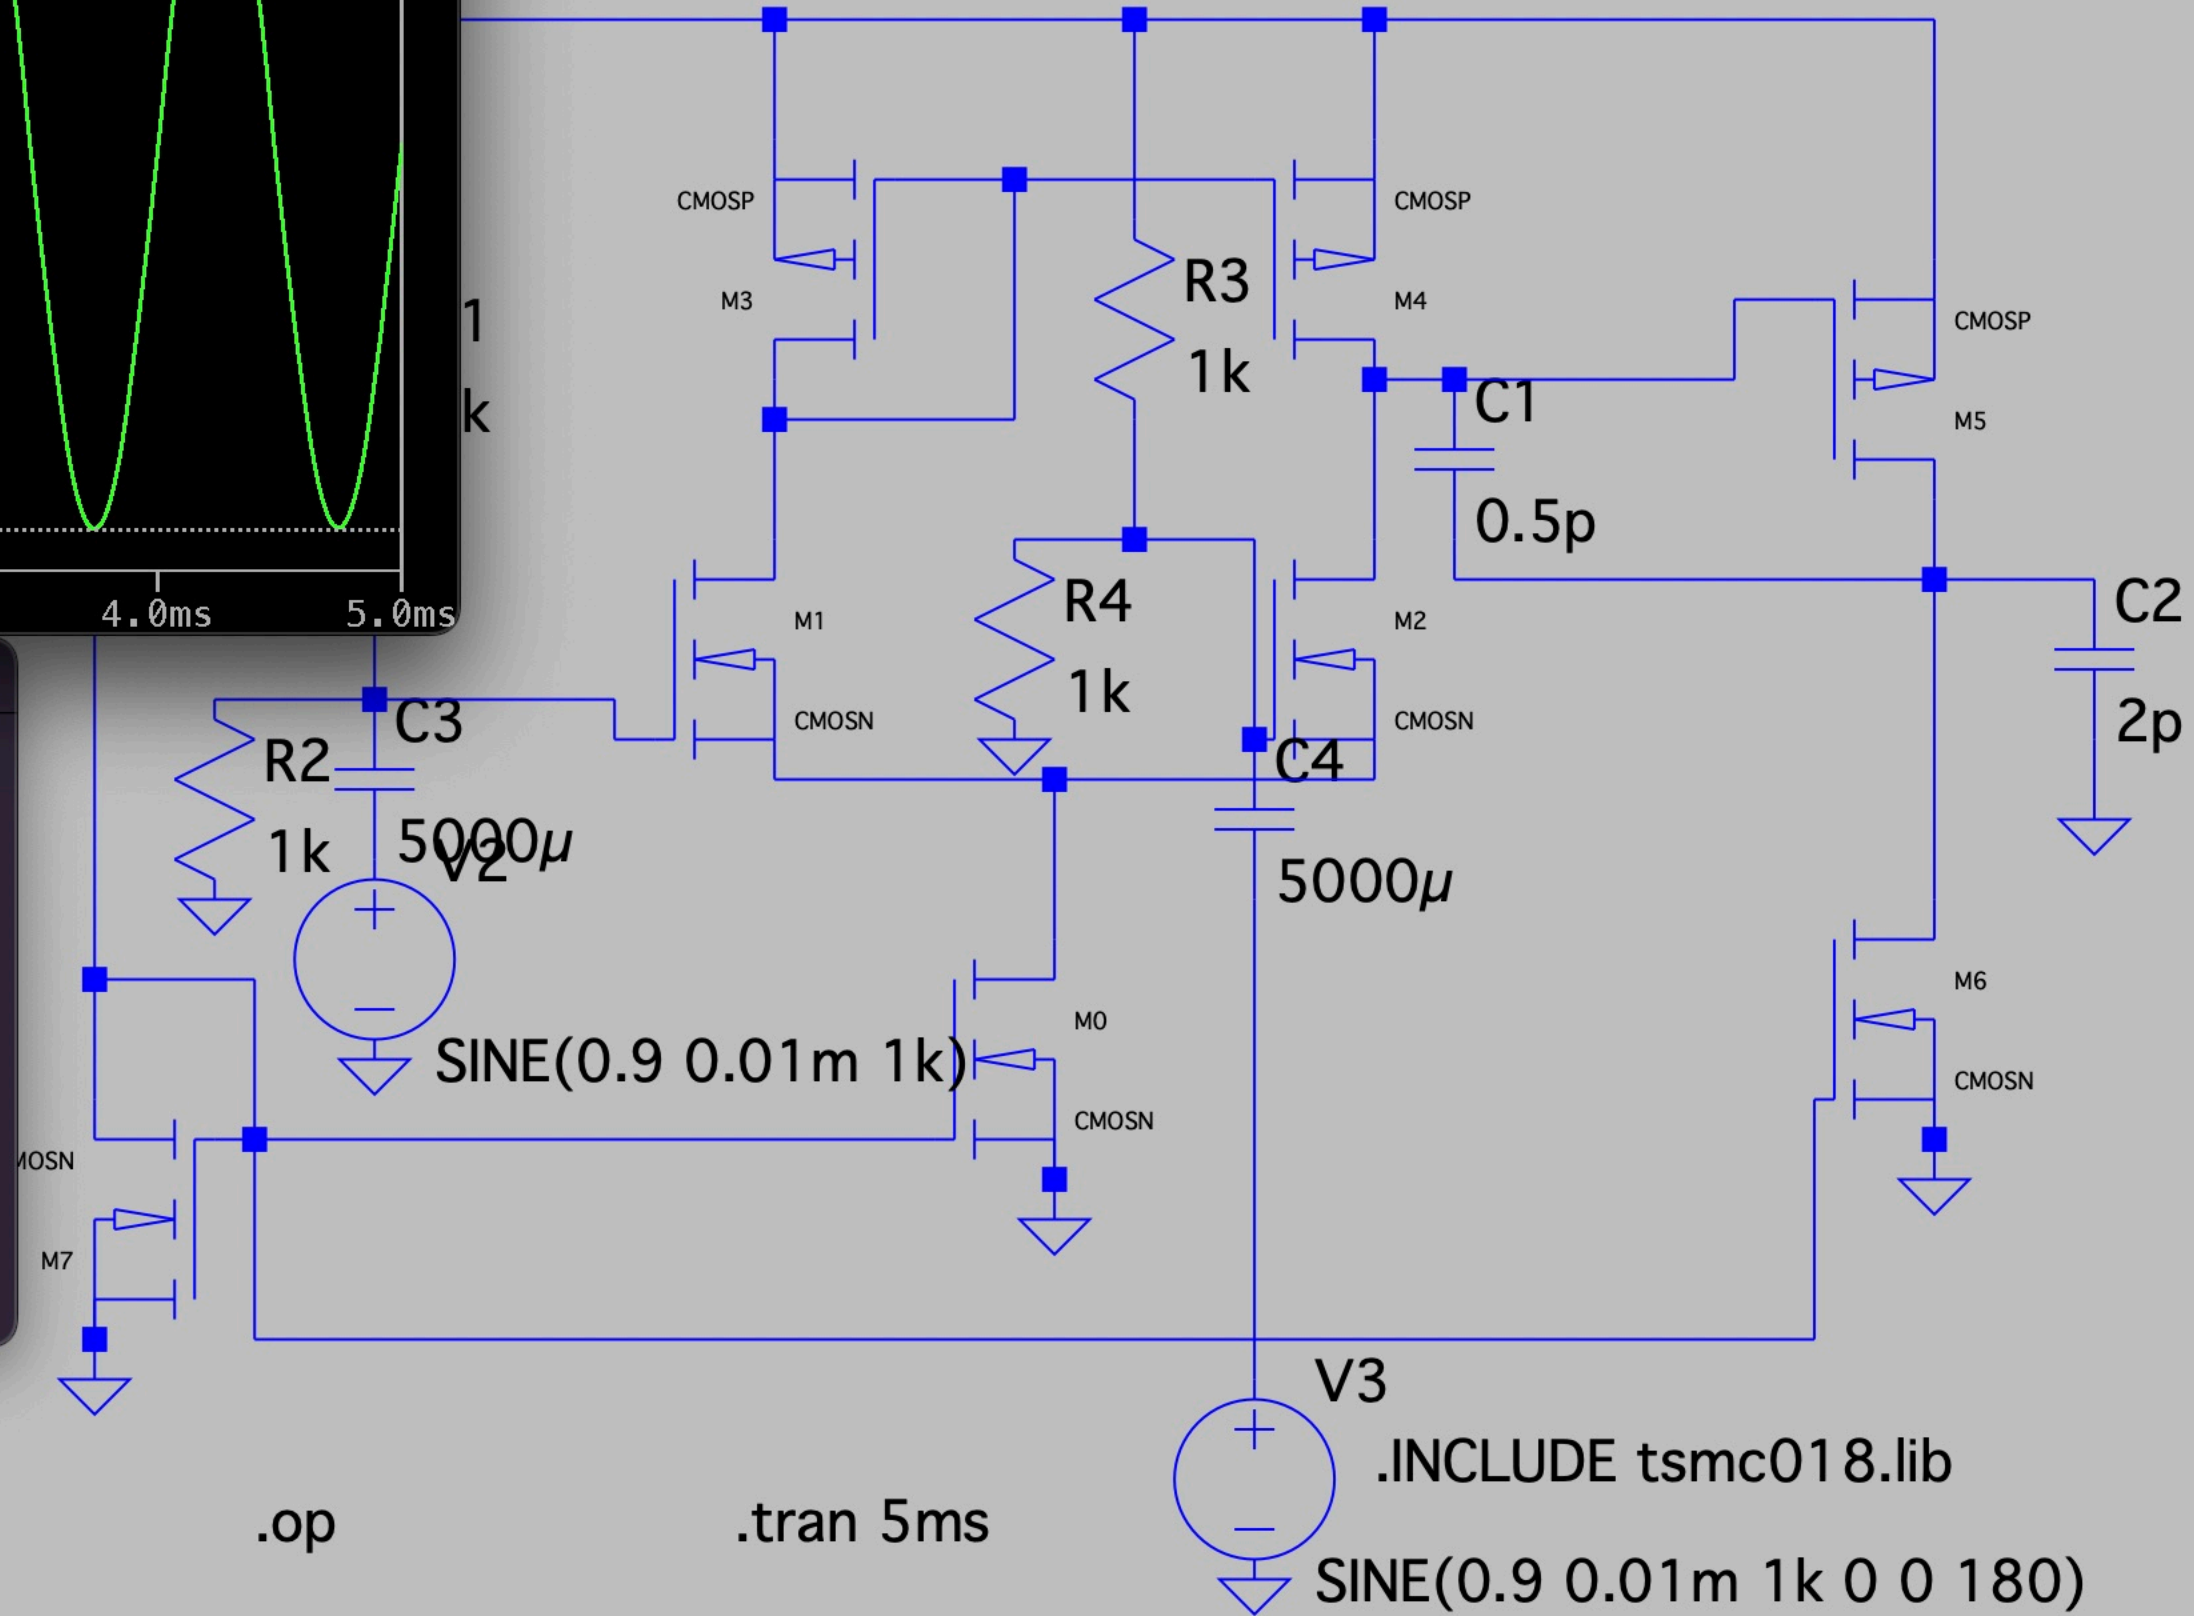 CMOSP
CMOSP
R3
M3
M4
1
CMOSP
1k
C1
M5
k
0.5p
4.0ms
5.0ms
R4
C2
M1
M2
1k
C3
CMOSN
CMOSN
2p
R2
C4
5000µ
1k
V2
5000µ
M6
M0
SINE(0.9 0.01m 1k)
CMOSN
CMOSN
MOSN
M7
V3
.INCLUDE tsmc018.lib
.op
.tran 5ms
SINE(0.9 0.01m 1k 0 0 180)